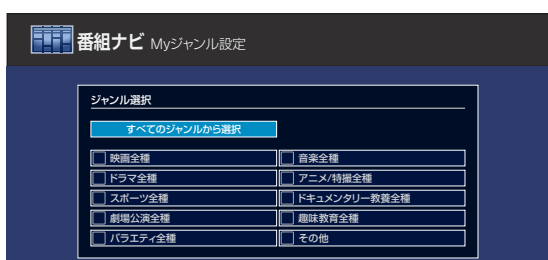 番組ナビ Myジャンル設定
ジャンル選択
すべてのジャンルから選択
映画全種 音楽全種
ドラマ全種 アニメ/特撮全種
スポーツ全種 ドキュメンタリー教養全種
劇場公演全種 趣味教育全種
バラエティ全種 その他